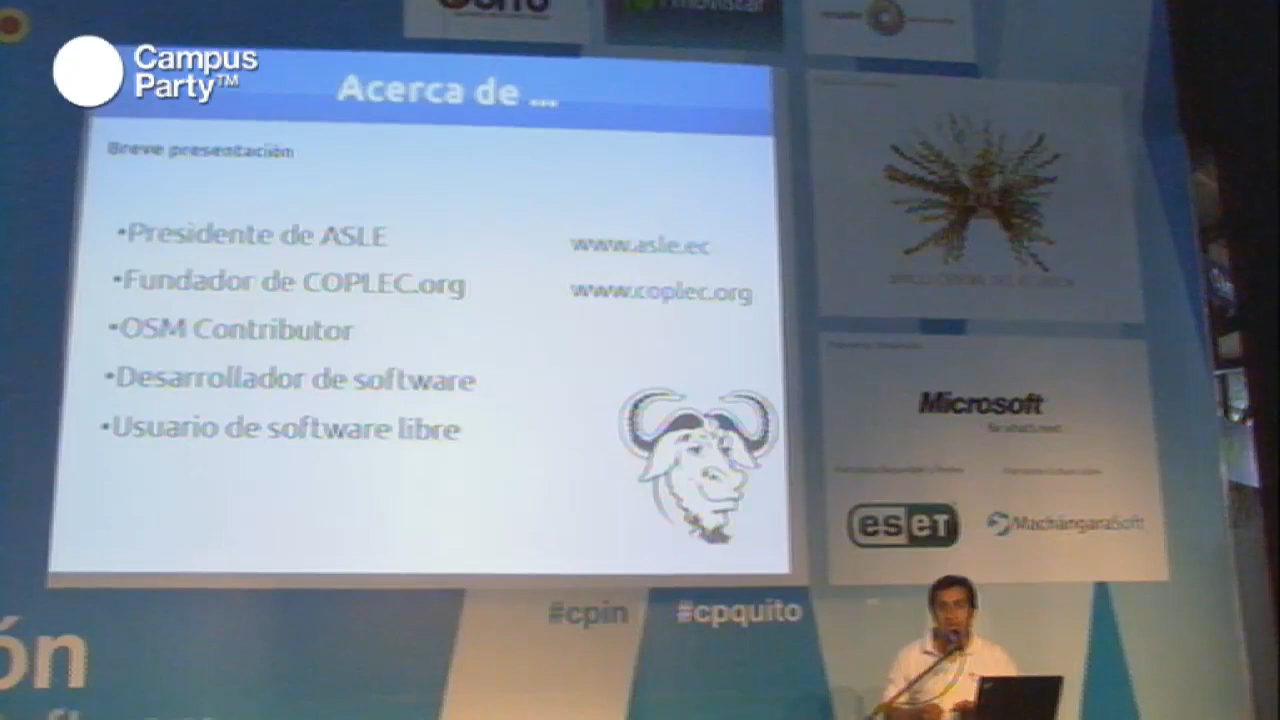 Campus
Party™
movistar
Acerca de ...
Breve presentación
•Presidente de ASLE
www.asle.ec
•Fundador de COPLEC.org
www.coplec.org
•OSM Contributor
•Desarrollador de software
•Usuario de software libre
Microsoft
eset
MachángaraSoft
#cpin
#cpquito
ón